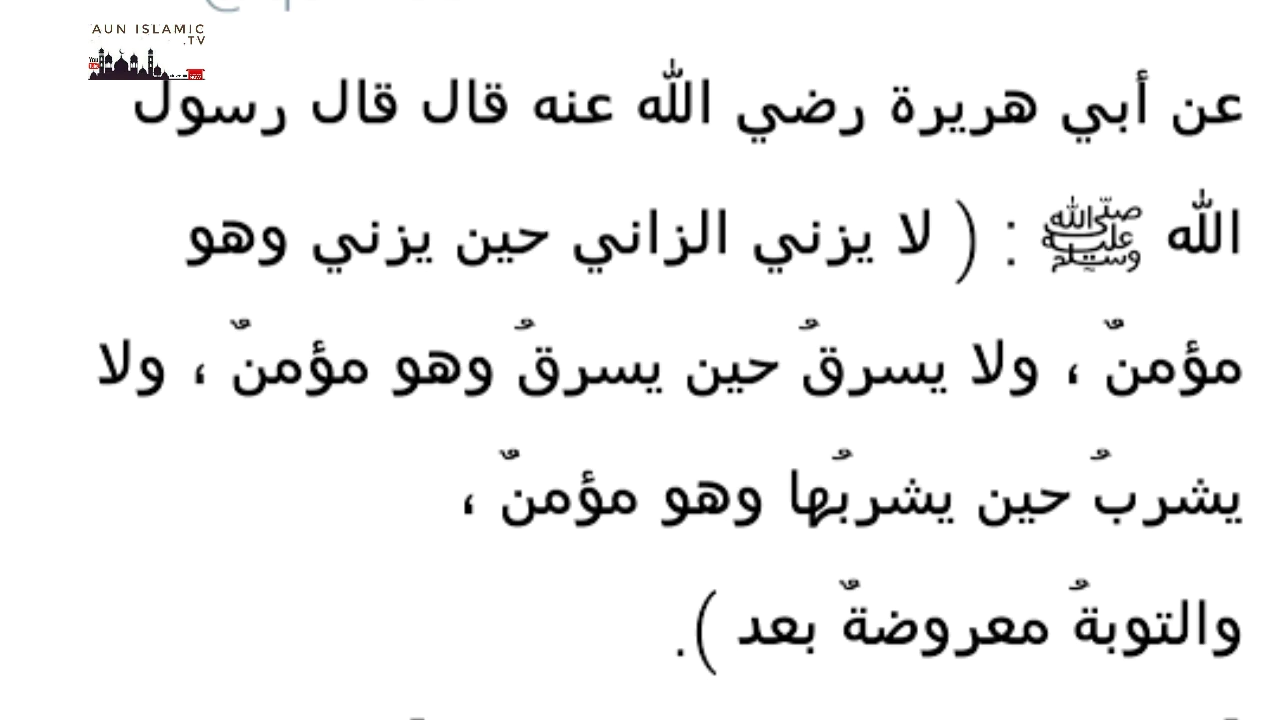 AUN ISLAMIC
.TV
عن أبي هريرة رضي الله عنه قال قال رسول
الله ﷺ : ( لا يزني الزاني حين يزني وهو
مؤمنٌ ، ولا يسرقُ حين يسرقُ وهو مؤمنٌ ، ولا
يشربُ حين يشربُها وهو مؤمنٌ ،
والتوبةُ معروضةٌ بعد ).